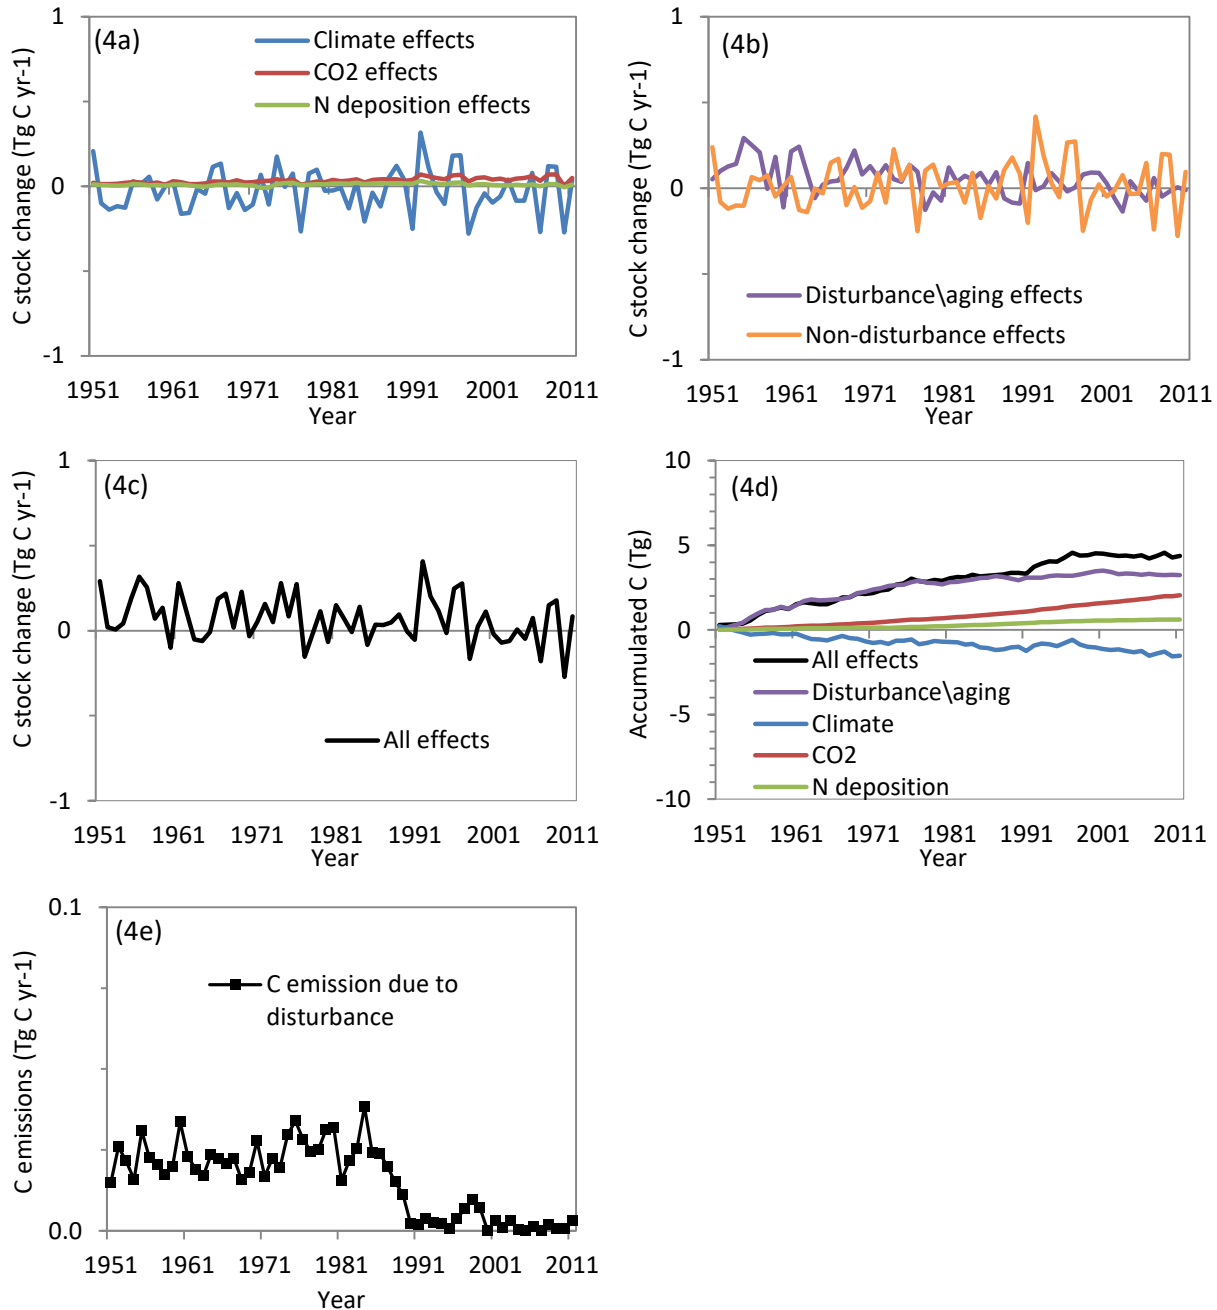 (4a)
Climate effects
CO2 effects
N deposition effects
C stock change (Tg C yr-1)
1
0
-1
1951 1961 1971 1981 1991 2001 2011
Year
(4b)
Disturbance\aging effects
Non-disturbance effects
C stock change (Tg C yr-1)
1
0
-1
1951 1961 1971 1981 1991 2001 2011
Year
(4c)
All effects
C stock change (Tg C yr-1)
1
0
-1
1951 1961 1971 1981 1991 2001 2011
Year
(4d)
All effects
Disturbance\aging
Climate
CO2
N deposition
Accumulated C (Tg)
10
5
0
-5
-10
1951 1961 1971 1981 1991 2001 2011
Year
(4e)
C emission due to
disturbance
C emissions (Tg C yr-1)
0.1
0.0
1951 1961 1971 1981 1991 2001 2011
Year